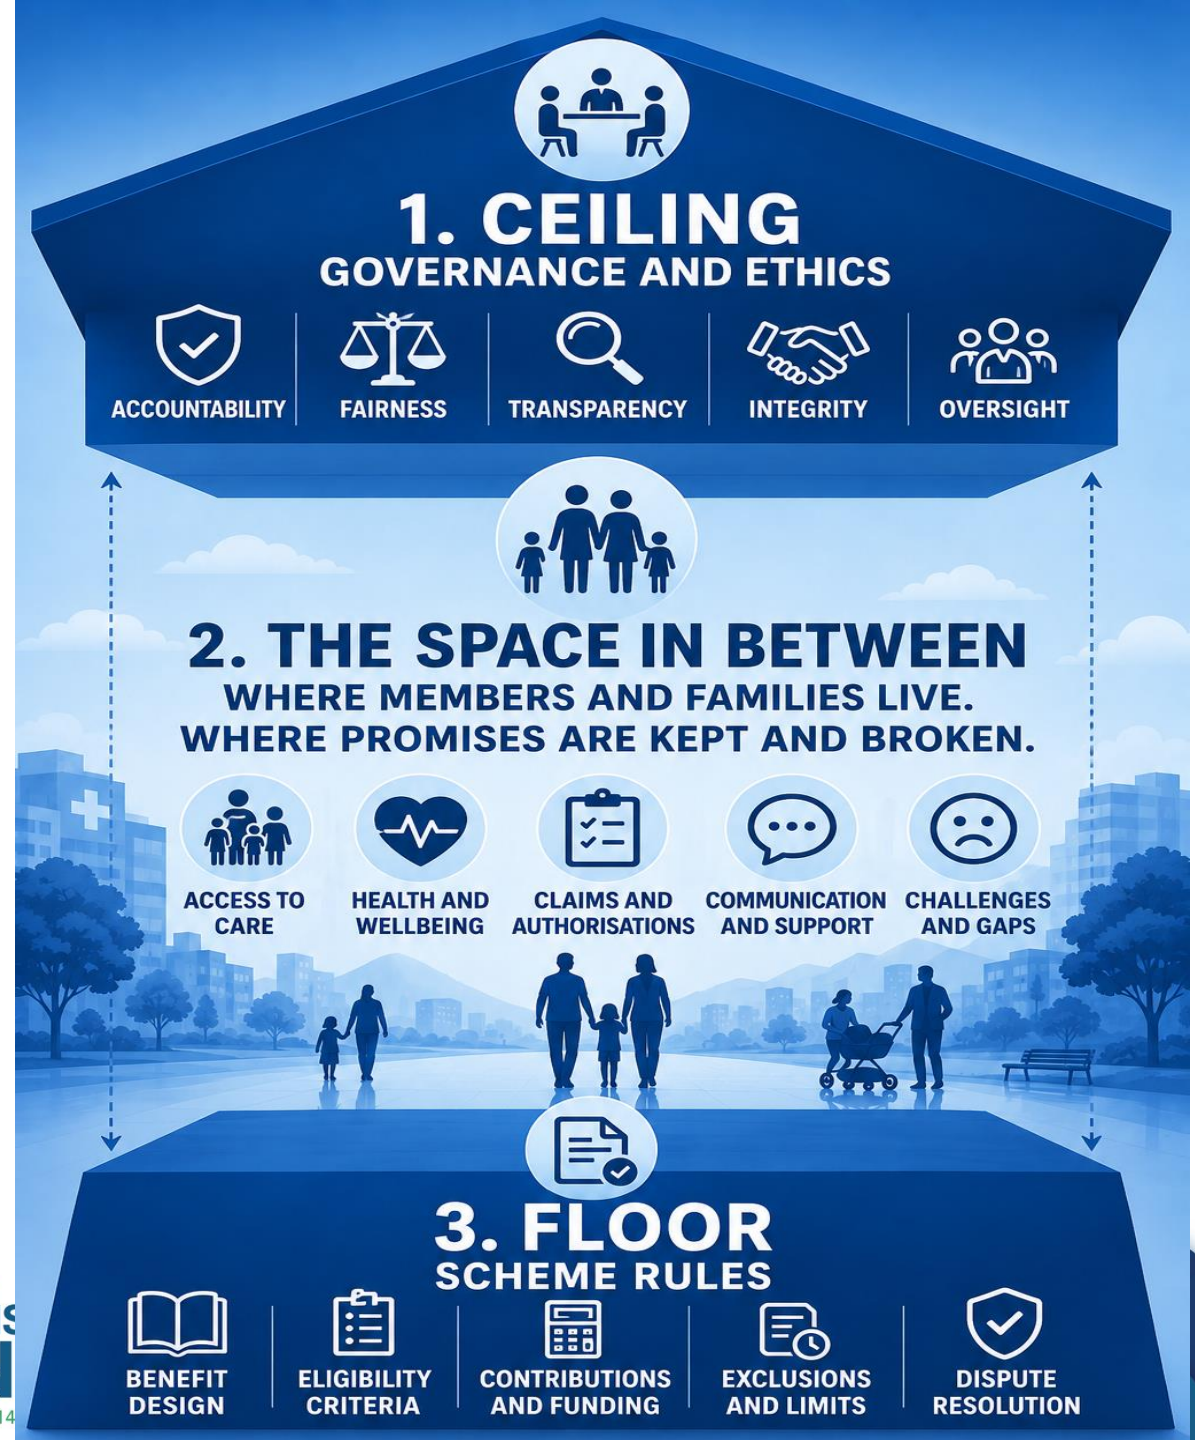 1. CEILING
GOVERNANCE AND ETHICS
ACCOUNTABILITY
FAIRNESS
TRANSPARENCY
INTEGRITY
OVERSIGHT
2. THE SPACE IN BETWEEN
WHERE MEMBERS AND FAMILIES LIVE.
WHERE PROMISES ARE KEPT AND BROKEN.
ACCESS TO
CARE
HEALTH AND
WELLBEING
CLAIMS AND
AUTHORISATIONS
COMMUNICATION
AND SUPPORT
CHALLENGES
AND GAPS
3. FLOOR
SCHEME RULES
BENEFIT
DESIGN
ELIGIBILITY
CRITERIA
CONTRIBUTIONS
AND FUNDING
EXCLUSIONS
AND LIMITS
DISPUTE
RESOLUTION